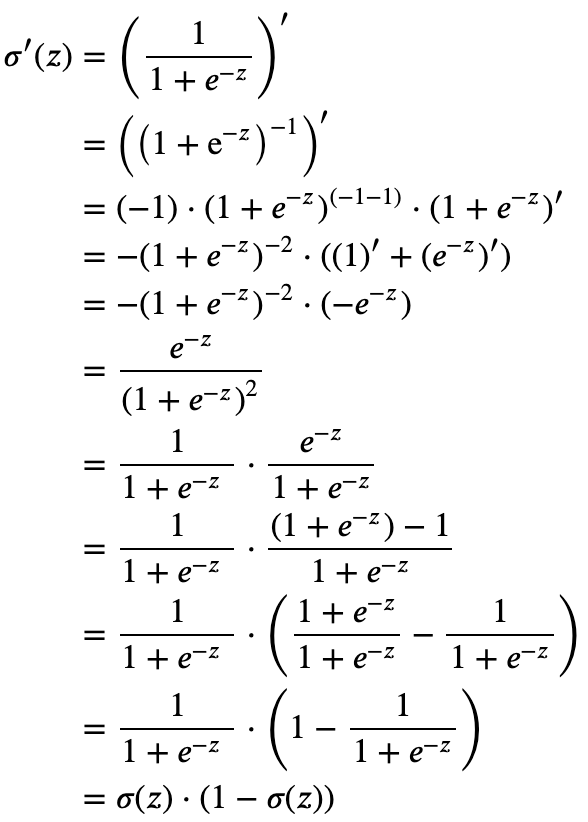 σ′(z) = (1 / (1 + e⁻ᶻ))′
= ((1 + e⁻ᶻ)⁻¹)′
= (−1) · (1 + e⁻ᶻ)⁽⁻¹⁻¹⁾ · (1 + e⁻ᶻ)′
= −(1 + e⁻ᶻ)⁻² · ((1)′ + (e⁻ᶻ)′)
= −(1 + e⁻ᶻ)⁻² · (−e⁻ᶻ)
= e⁻ᶻ / (1 + e⁻ᶻ)²
= 1 / (1 + e⁻ᶻ) · e⁻ᶻ / (1 + e⁻ᶻ)
= 1 / (1 + e⁻ᶻ) · ((1 + e⁻ᶻ) − 1) / (1 + e⁻ᶻ)
= 1 / (1 + e⁻ᶻ) · ((1 + e⁻ᶻ) / (1 + e⁻ᶻ) − 1 / (1 + e⁻ᶻ))
= 1 / (1 + e⁻ᶻ) · (1 − 1 / (1 + e⁻ᶻ))
= σ(z) · (1 − σ(z))